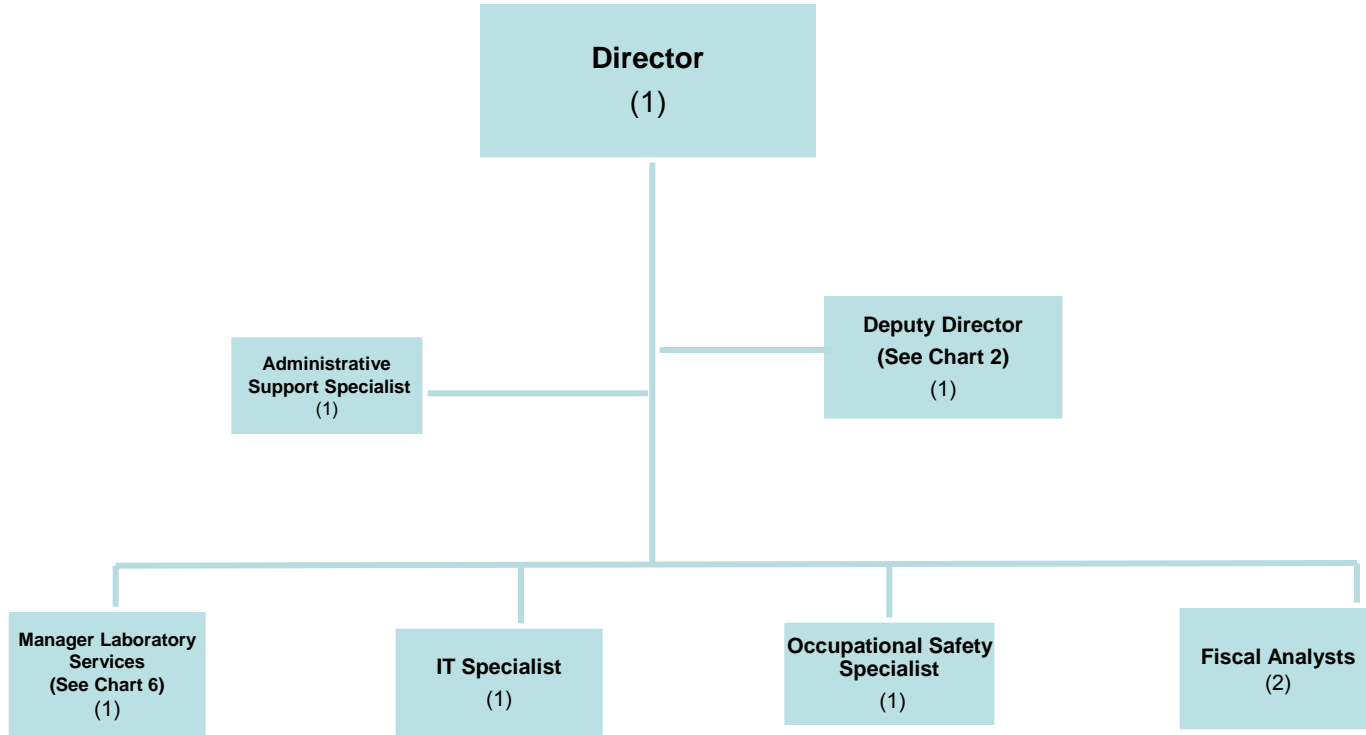 Director
(1)
Deputy Director
(See Chart 2)
(1)
Administrative
Support Specialist
(1)
Manager Laboratory
Services
(See Chart 6)
(1)
IT Specialist
(1)
Occupational Safety
Specialist
(1)
Fiscal Analysts
(2)